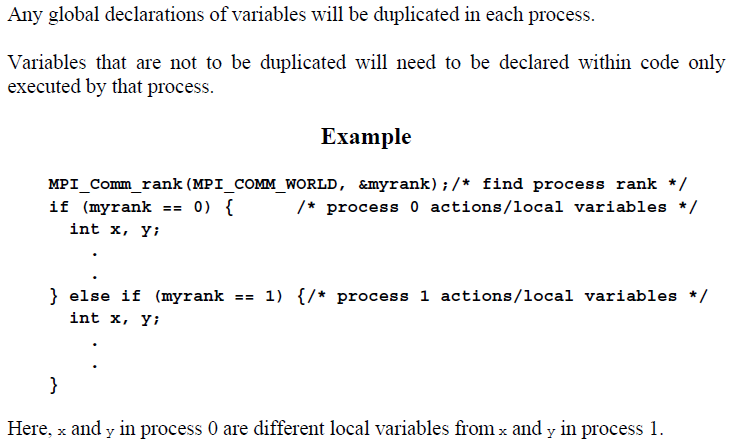 Any global declarations of variables will be duplicated in each process.
Variables that are not to be duplicated will need to be declared within code only
executed by that process.
Example
MPI_Comm_rank(MPI_COMM_WORLD, &myrank);/* find process rank */
if (myrank == 0) {      /* process 0 actions/local variables */
  int x, y;
    .
    .
} else if (myrank == 1) {/* process 1 actions/local variables */
  int x, y;
    .
    .
}
Here, x and y in process 0 are different local variables from x and y in process 1.